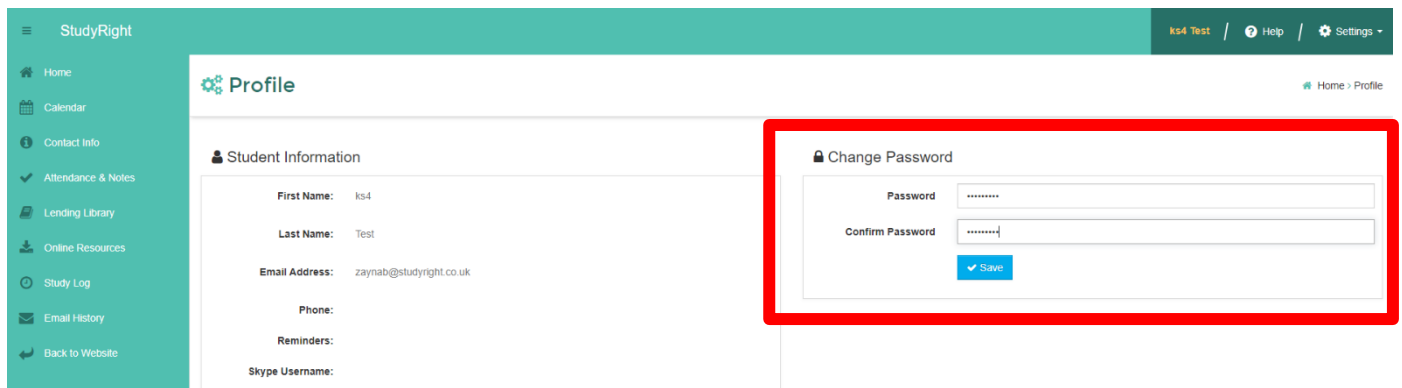 StudyRight
ks4 Test / Help / Settings
Home
Calendar
Contact Info
Attendance & Notes
Lending Library
Online Resources
Study Log
Email History
Back to Website
Profile
Home > Profile
Student Information
First Name: ks4
Last Name: Test
Email Address: zaynab@studyright.co.uk
Phone:
Reminders:
Skype Username:
Change Password
Password •••••••••
Confirm Password •••••••••
Save